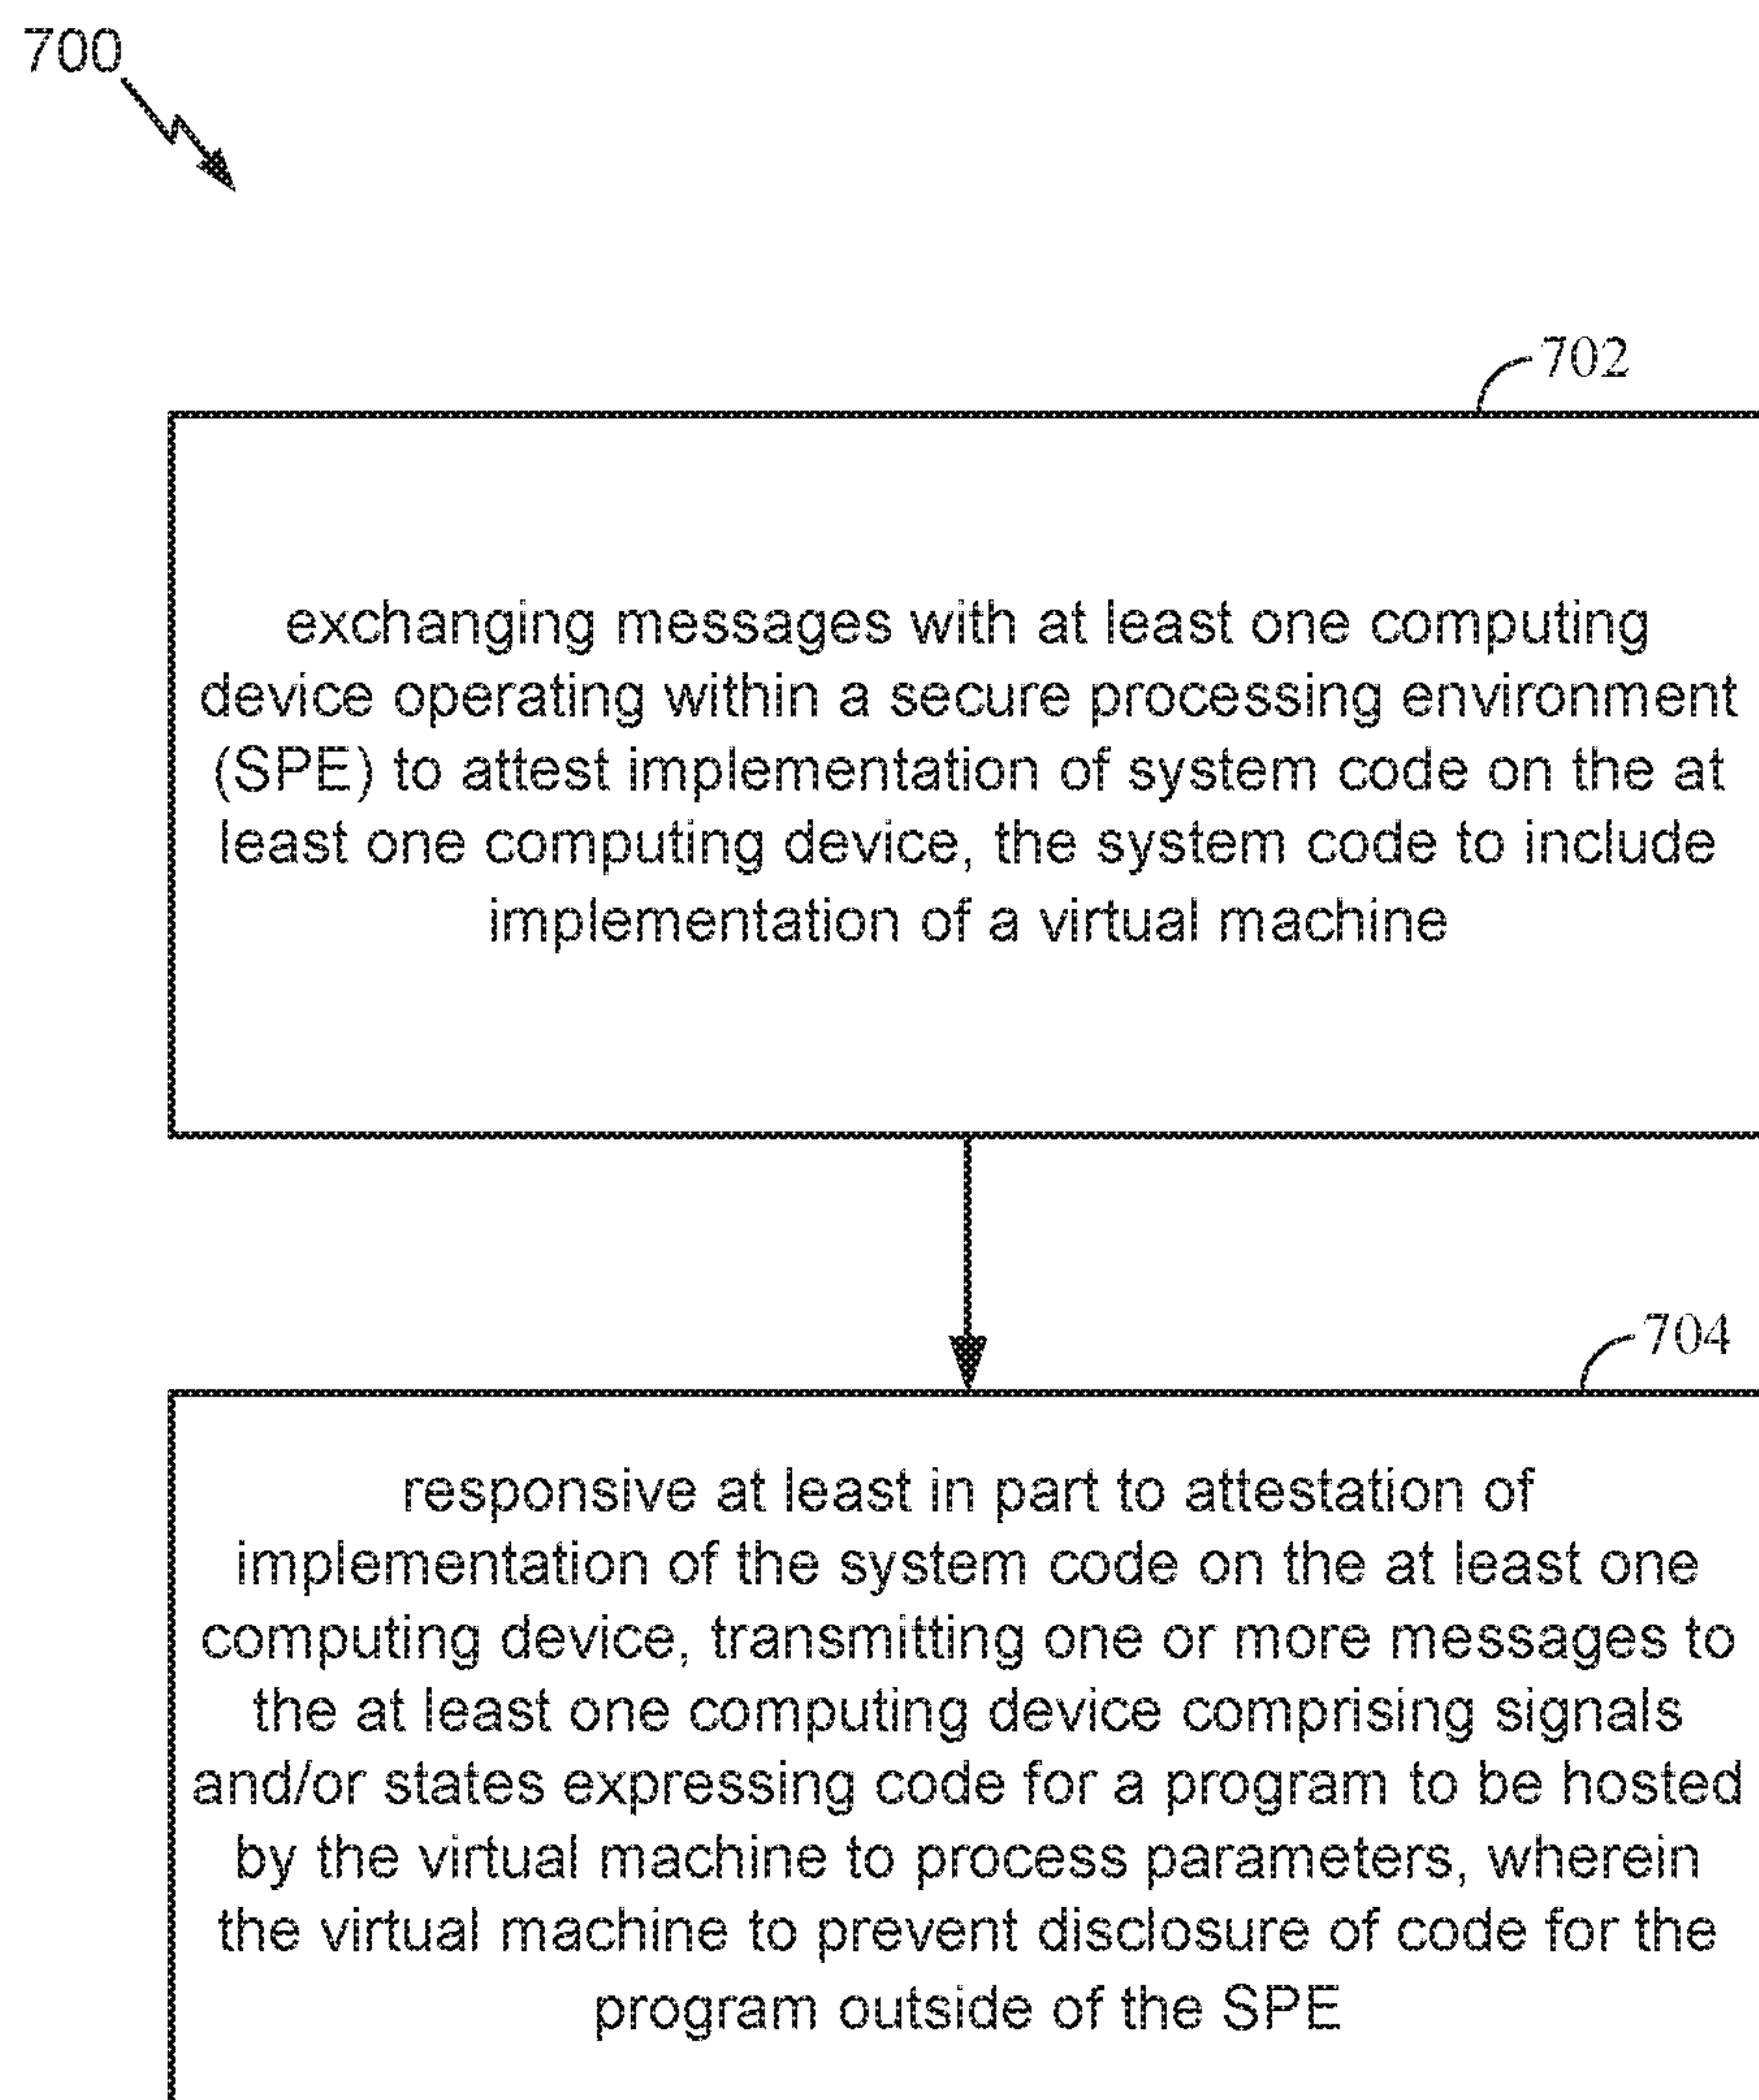 700
702
exchanging messages with at least one computing
device operating within a secure processing environment
(SPE) to attest implementation of system code on the at
least one computing device, the system code to include
implementation of a virtual machine
704
responsive at least in part to attestation of
implementation of the system code on the at least one
computing device, transmitting one or more messages to
the at least one computing device comprising signals
and/or states expressing code for a program to be hosted
by the virtual machine to process parameters, wherein
the virtual machine to prevent disclosure of code for the
program outside of the SPE